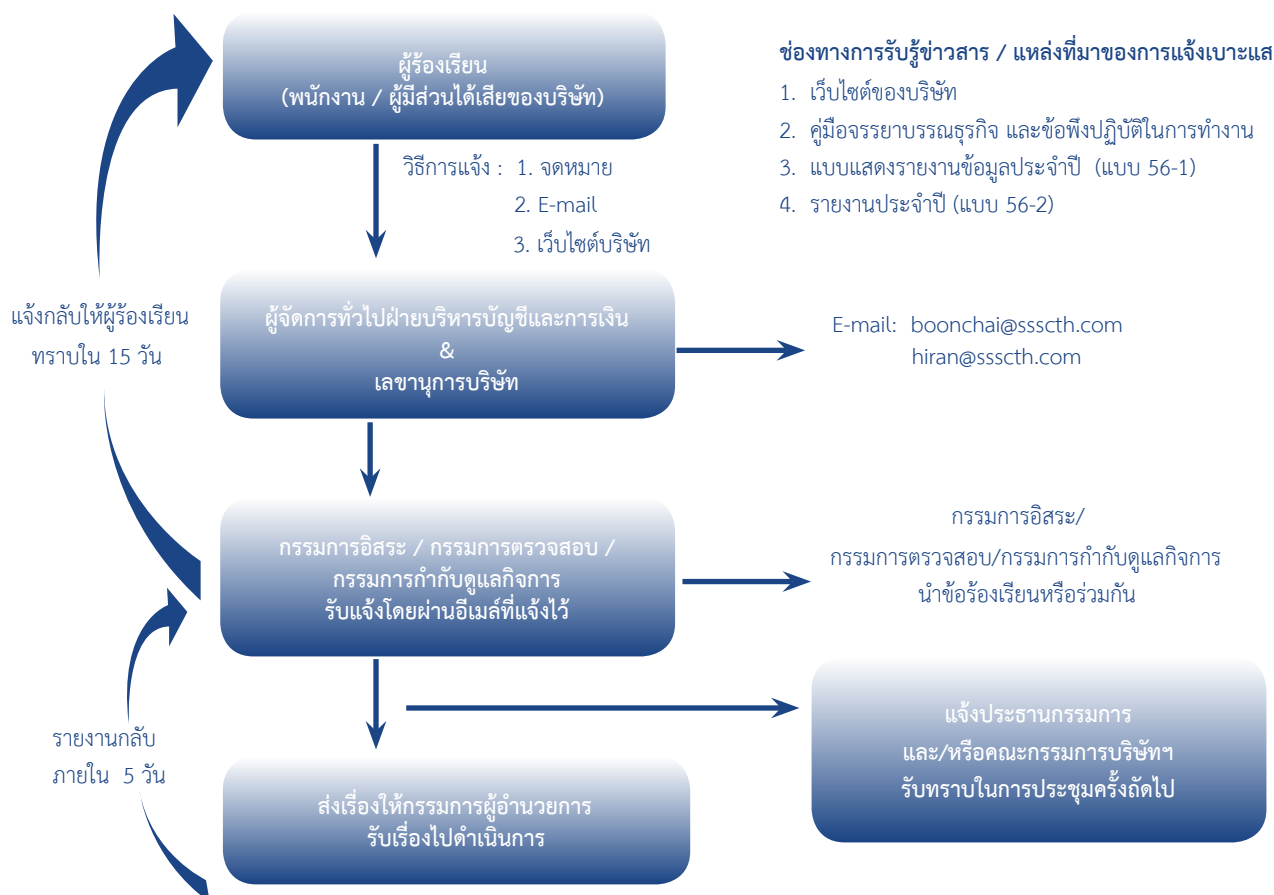 ผู้ร้องเรียน
(พนักงาน / ผู้มีส่วนได้เสียของบริษัท)
ช่องทางการรับรู้ข่าวสาร / แหล่งที่มาของการแจ้งเบาะแส
1. เว็บไซต์ของบริษัท
2. คู่มือจรรยาบรรณธุรกิจ และข้อพึงปฏิบัติในการทำงาน
3. แบบแสดงรายงานข้อมูลประจำปี (แบบ 56-1)
4. รายงานประจำปี (แบบ 56-2)
วิธีการแจ้ง : 1. จดหมาย
2. E-mail
3. เว็บไซต์บริษัท
แจ้งกลับให้ผู้ร้องเรียน
ทราบใน 15 วัน
ผู้จัดการทั่วไปฝ่ายบริหารบัญชีและการเงิน
&
เลขานุการบริษัท
E-mail: boonchai@ssscth.com
hiran@ssscth.com
กรรมการอิสระ / กรรมการตรวจสอบ /
กรรมการกำกับดูแลกิจการ
รับแจ้งโดยผ่านอีเมล์ที่แจ้งไว้
กรรมการอิสระ/
กรรมการตรวจสอบ/กรรมการกำกับดูแลกิจการ
นำข้อร้องเรียนหรือร่วมกัน
รายงานกลับ
ภายใน 5 วัน
แจ้งประธานกรรมการ
และ/หรือคณะกรรมการบริษัทฯ
รับทราบในการประชุมครั้งถัดไป
ส่งเรื่องให้กรรมการผู้อำนวยการ
รับเรื่องไปดำเนินการ